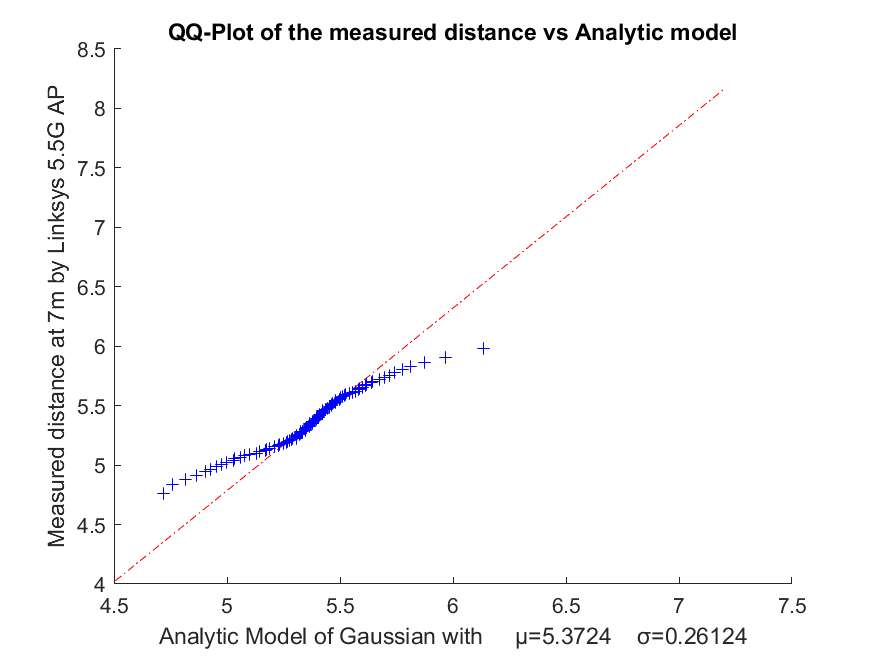 QQ-Plot of the measured distance vs Analytic model
8.5
8
7.5
7
6.5
6
5.5
5
4.5
4
Measured distance at 7m by Linksys 5.5G AP
4.5 5 5.5 6 6.5 7 7.5
Analytic Model of Gaussian with μ=5.3724 σ=0.26124